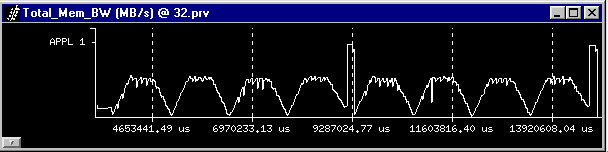 Total_Mem_BW (MB/s) @ 32.prv
APPL 1
4653441.49 us 6970233.13 us 9287024.77 us 11603816.40 us 13920608.04 us